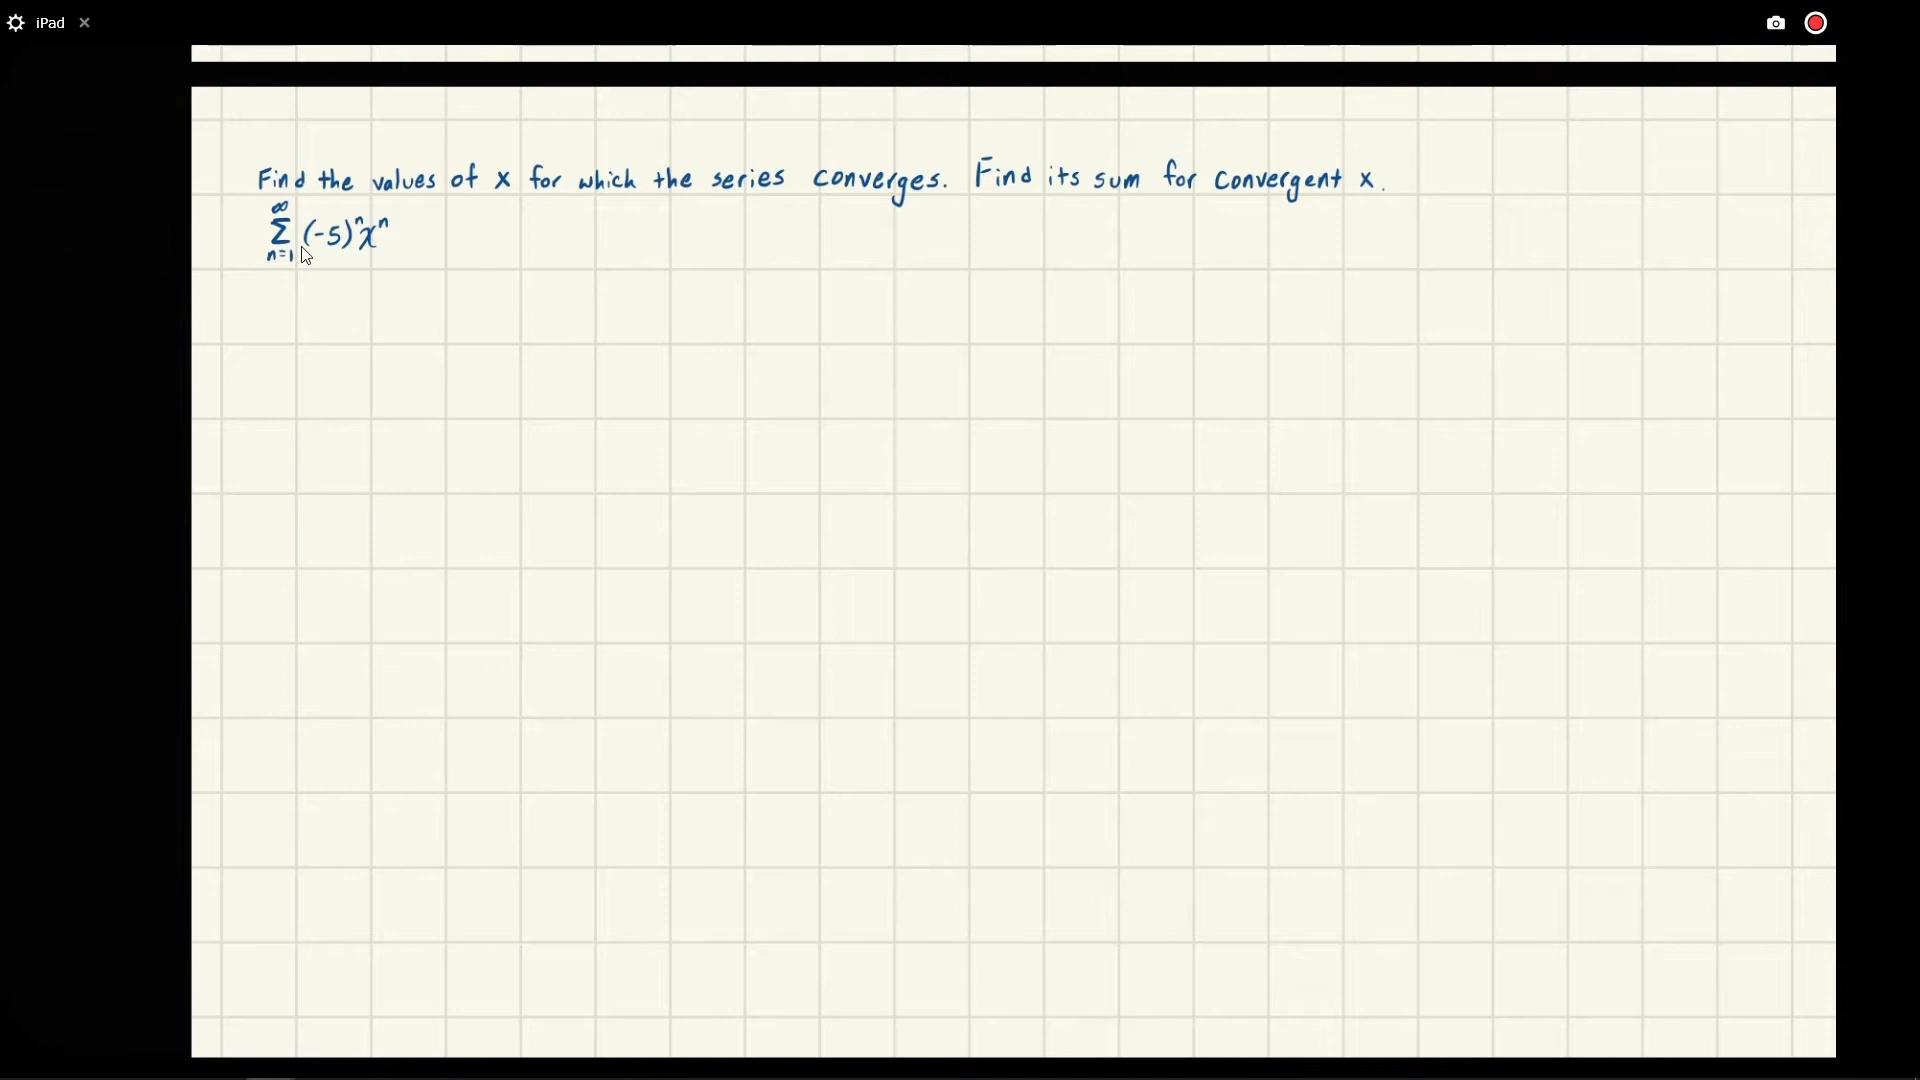 iPad
Find the values of x for which the series converges. Find its sum for convergent x.
∞
Σ (-5)ⁿxⁿ
n=1